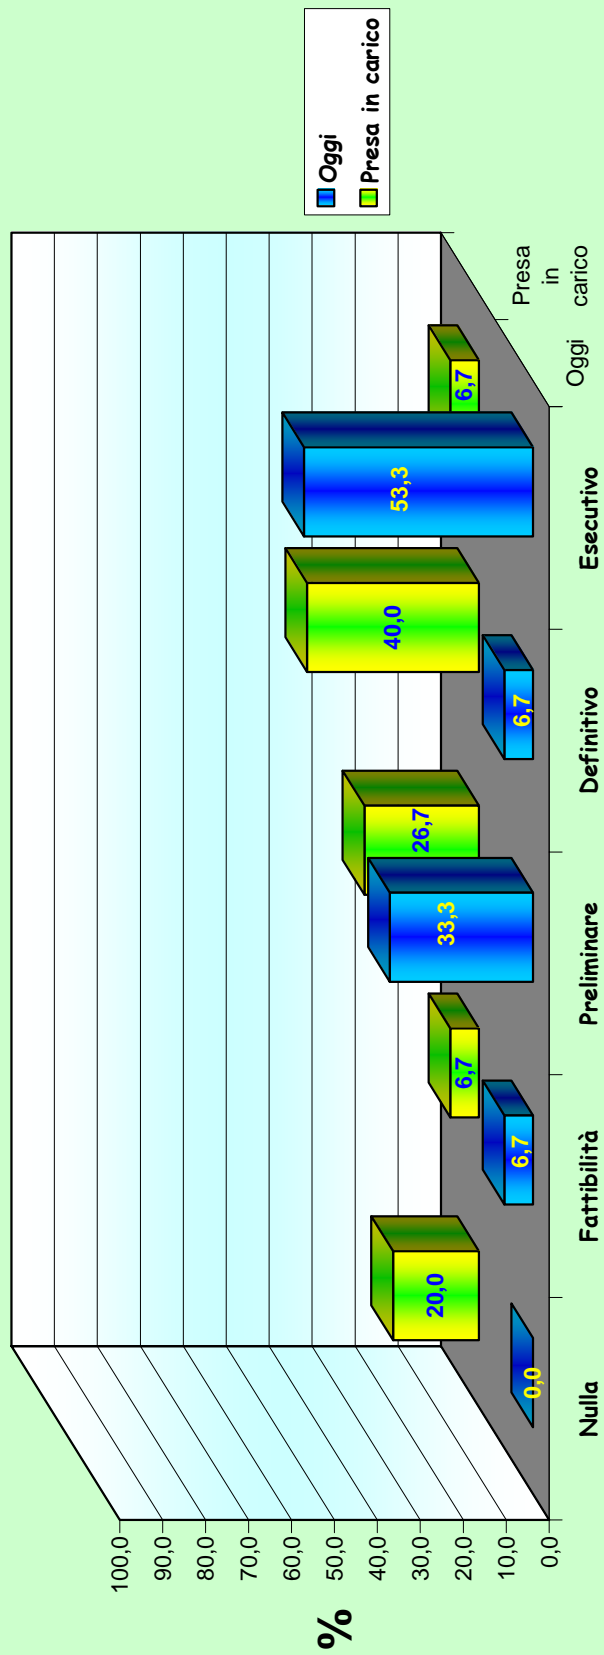 %
100,0
90,0
80,0
70,0
60,0
50,0
40,0
30,0
20,0
10,0
0,0
0,0
20,0
6,7
6,7
33,3
26,7
6,7
40,0
53,3
6,7
Nulla
Fattibilità
Preliminare
Definitivo
Esecutivo
Oggi
Presa
in
carico
Oggi
Presa in carico